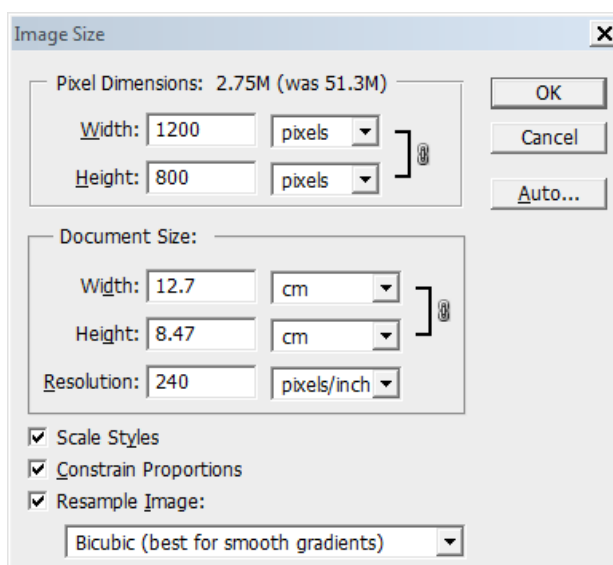 Image Size
Pixel Dimensions: 2.75M (was 51.3M)
OK
Width: 1200 pixels
Cancel
Height: 800 pixels
Auto...
Document Size:
Width: 12.7 cm
Height: 8.47 cm
Resolution: 240 pixels/inch
Scale Styles
Constrain Proportions
Resample Image:
Bicubic (best for smooth gradients)